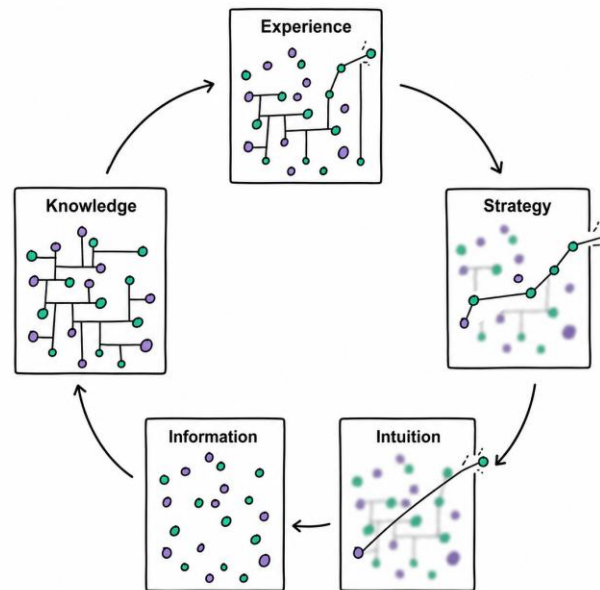 Experience
Strategy
Intuition
Information
Knowledge